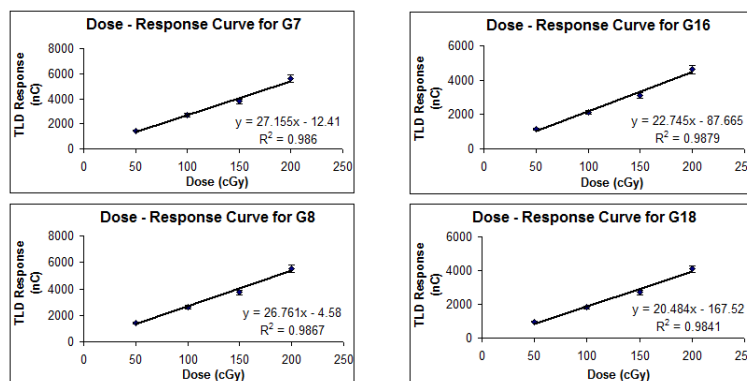 Dose - Response Curve for G7
TLD Response
(nC)
8000
6000
4000
2000
0
y = 27.155x - 12.41
R² = 0.986
0 50 100 150 200 250
Dose (cGy)
Dose - Response Curve for G16
TLD Response
(nC)
6000
4000
2000
0
y = 22.745x - 87.665
R² = 0.9879
0 50 100 150 200 250
Dose (cGy)
Dose - Response Curve for G8
TLD Response
(nC)
8000
6000
4000
2000
0
y = 26.761x - 4.58
R² = 0.9867
0 50 100 150 200 250
Dose (cGy)
Dose - Response Curve for G18
TLD Response
(nC)
6000
4000
2000
0
y = 20.484x - 167.52
R² = 0.9841
0 50 100 150 200 250
Dose (cGy)